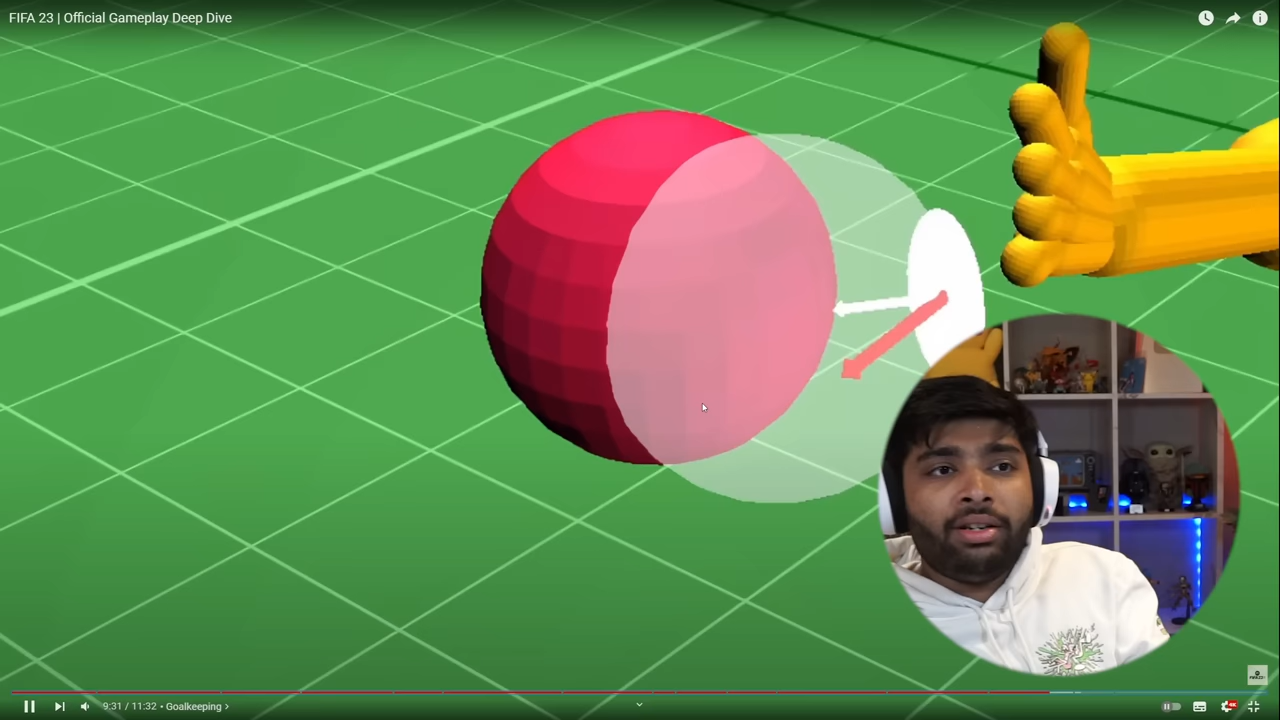 FIFA 23 | Official Gameplay Deep Dive
9:31 / 11:32 • Goalkeeping >